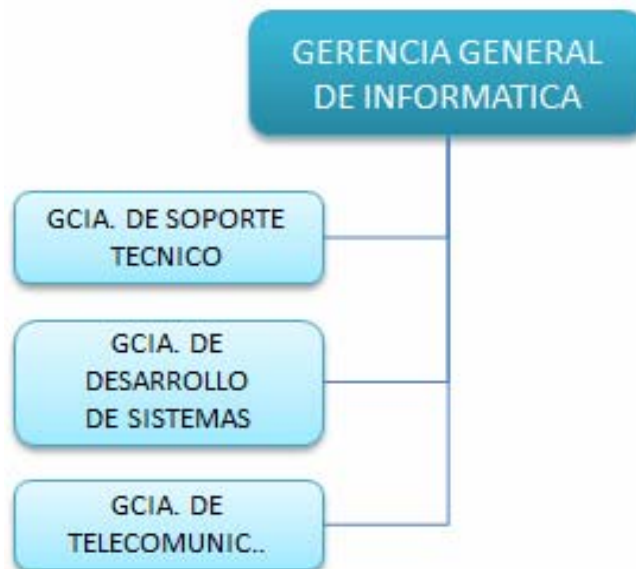 GERENCIA GENERAL
DE INFORMATICA
GCIA. DE SOPORTE
TECNICO
GCIA. DE
DESARROLLO
DE SISTEMAS
GCIA. DE
TELECOMUNIC..